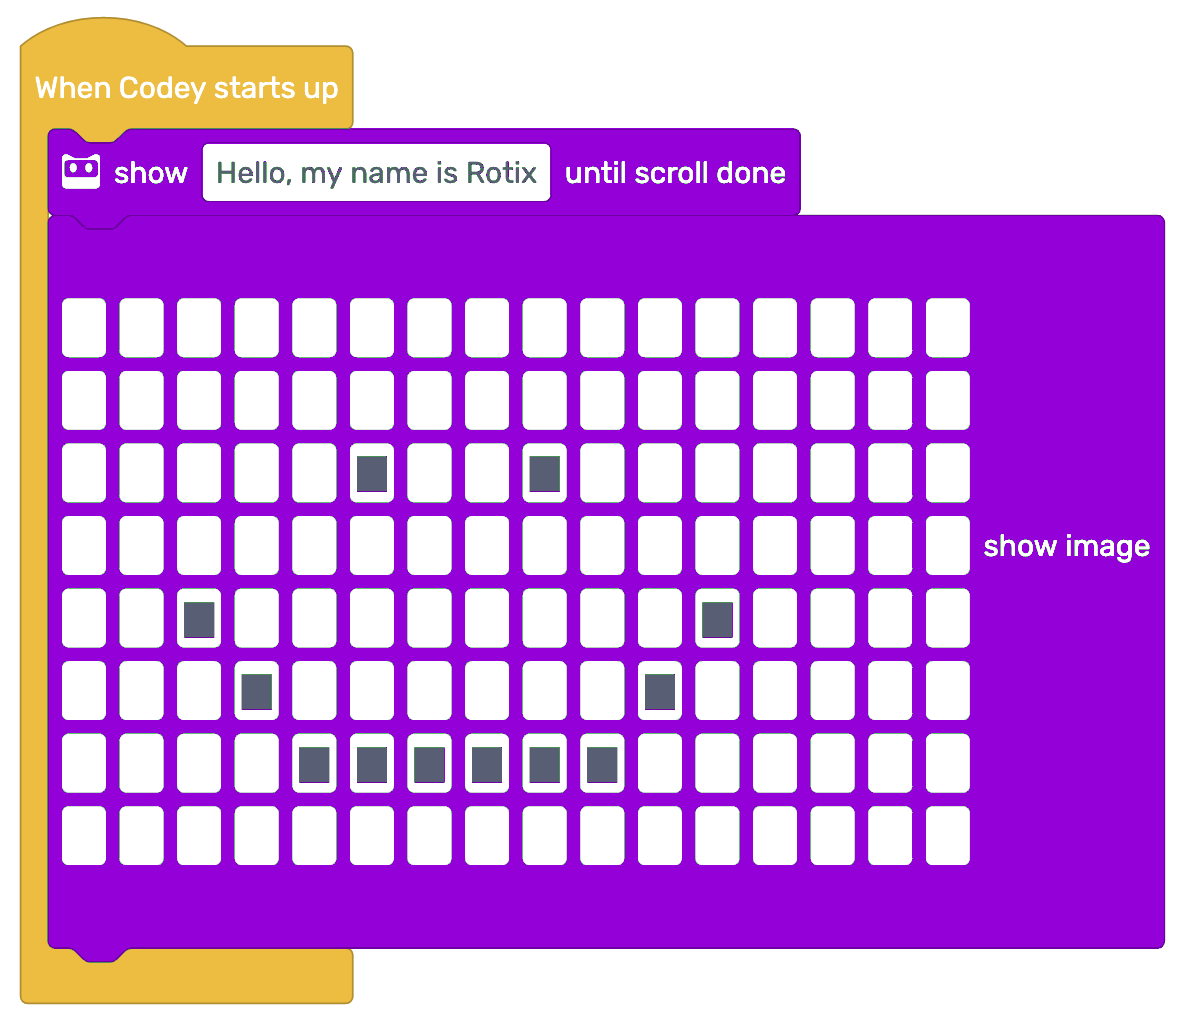 When Codey starts up
show Hello, my name is Rotix until scroll done
show image